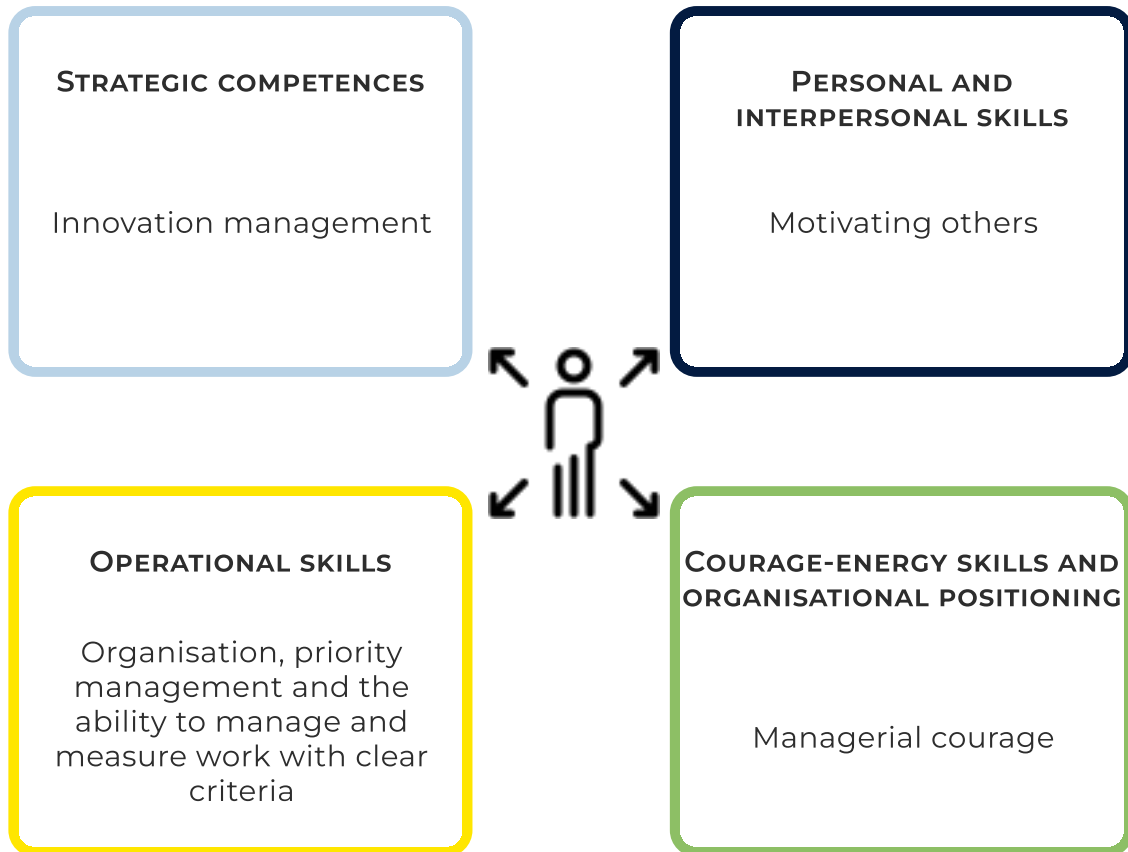 STRATEGIC COMPETENCES
Innovation management
PERSONAL AND
INTERPERSONAL SKILLS
Motivating others
OPERATIONAL SKILLS
Organisation, priority
management and the
ability to manage and
measure work with clear
criteria
COURAGE-ENERGY SKILLS AND
ORGANISATIONAL POSITIONING
Managerial courage